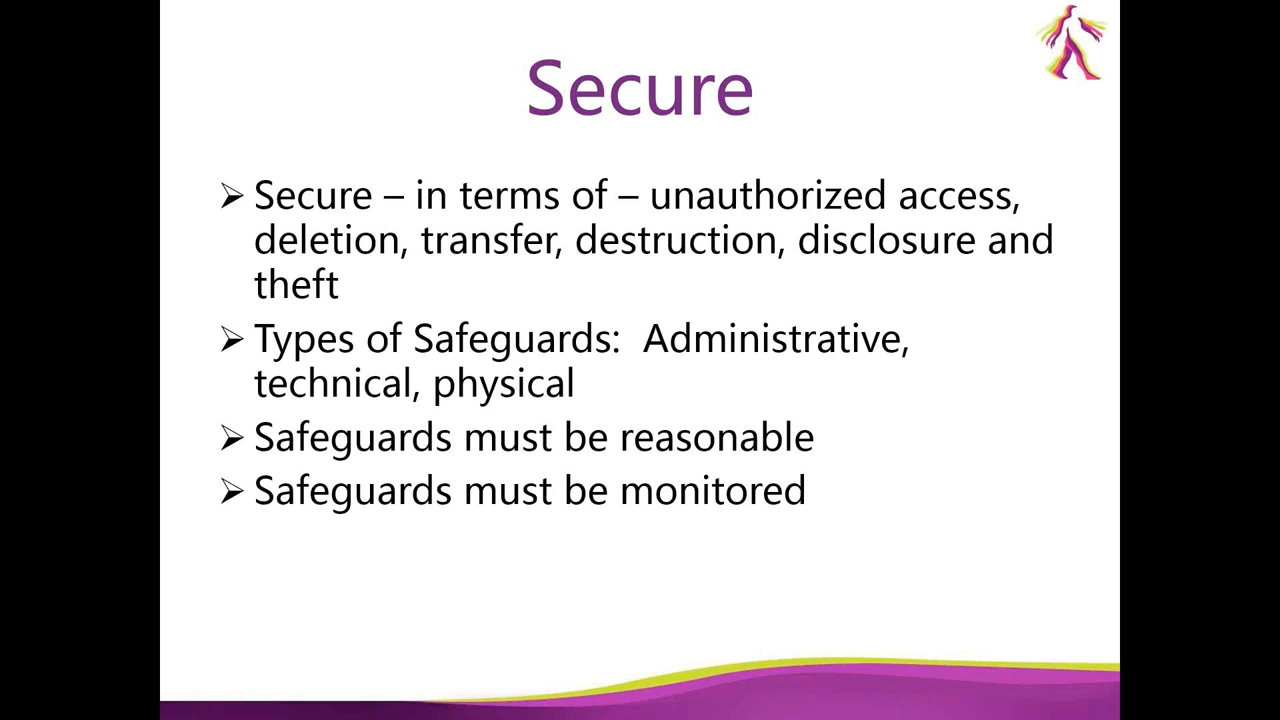 Secure
➢ Secure – in terms of – unauthorized access,
deletion, transfer, destruction, disclosure and
theft
➢ Types of Safeguards:  Administrative,
technical, physical
➢ Safeguards must be reasonable
➢ Safeguards must be monitored